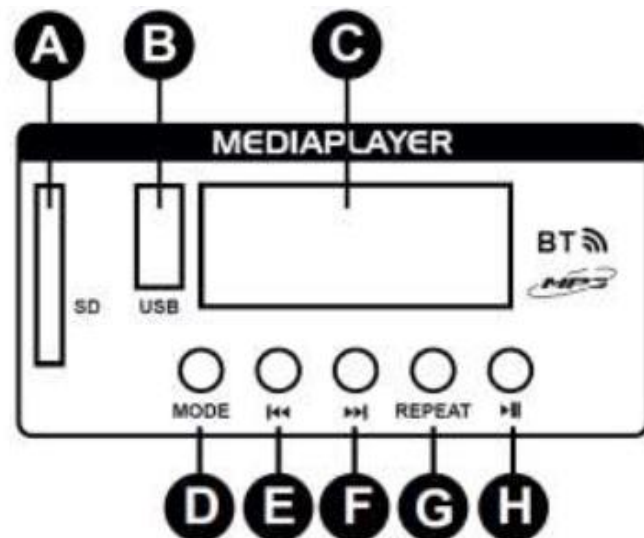 A B C
MEDIAPLAYER
BT
MP3
SD USB
MODE REPEAT
D E F G H